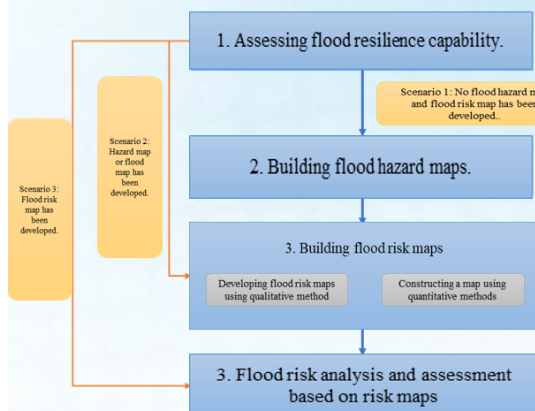 1. Assessing flood resilience capability.
Scenario 1: No flood hazard m
and flood risk map has been
developed..
Scenario 2:
Hazard map
or flood
map has
been
developed.
Scenario 3:
Flood risk
map has
been
developed.
2. Building flood hazard maps.
3. Building flood risk maps
Developing flood risk maps
using qualitative method
Constructing a map using
quantitative methods
3. Flood risk analysis and assessment
based on risk maps